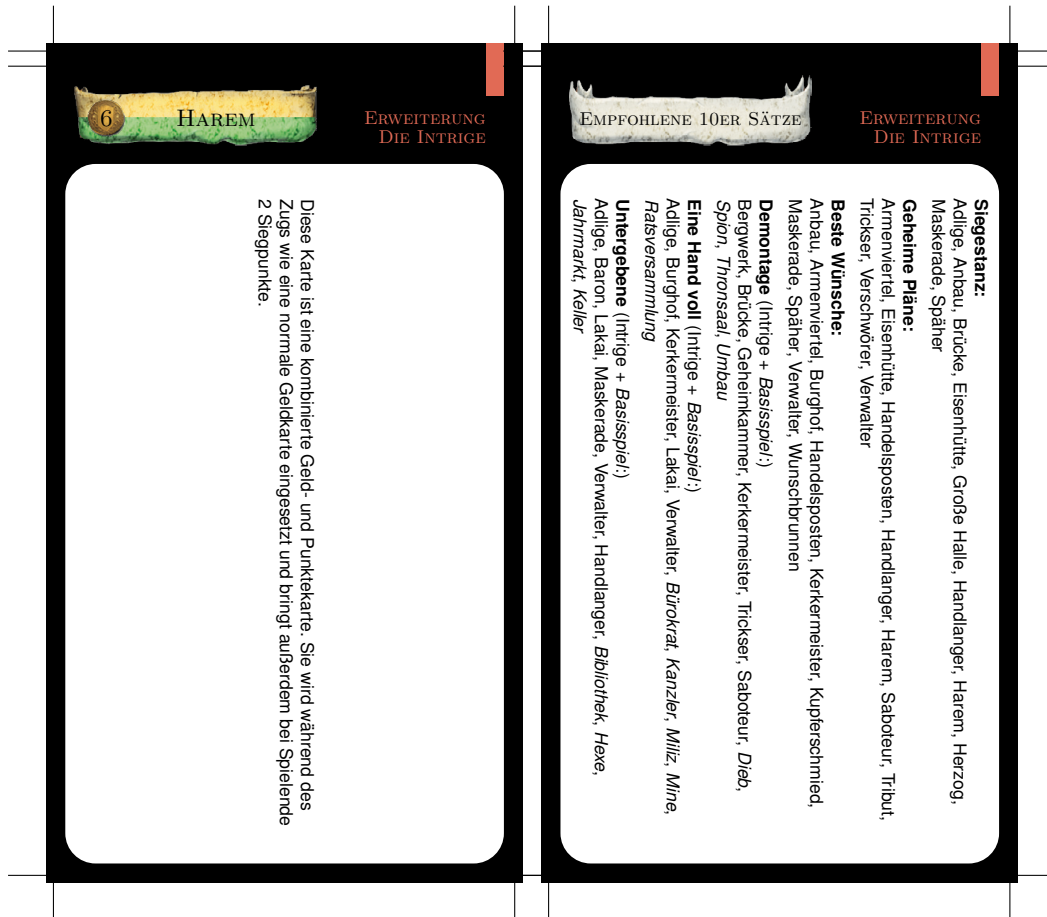 6
HAREM
ERWEITERUNG
DIE INTRIGE
Diese Karte ist eine kombinierte Geld- und Punktekarte. Sie wird während des
Zugs wie eine normale Geldkarte eingesetzt und bringt außerdem bei Spielende
2 Siegpunkte.
EMPFOHLENE 10ER SÄTZE
ERWEITERUNG
DIE INTRIGE
Siegestanz:
Adlige, Anbau, Brücke, Eisenhütte, Große Halle, Handlanger, Harem, Herzog,
Maskerade, Späher
Geheime Pläne:
Armenviertel, Eisenhütte, Handelsposten, Handlanger, Harem, Saboteur, Tribut,
Trickser, Verschwörer, Verwalter
Beste Wünsche:
Anbau, Armenviertel, Burghof, Handelsposten, Kerkermeister, Kupferschmied,
Maskerade, Späher, Verwalter, Wunschbrunnen
Demontage (Intrige + Basisspiel:)
Bergwerk, Brücke, Geheimkammer, Kerkermeister, Trickser, Saboteur, Dieb,
Spion, Thronsaal, Umbau
Eine Hand voll (Intrige + Basisspiel:)
Adlige, Burghof, Kerkermeister, Lakai, Verwalter, Bürokrat, Kanzler, Miliz, Mine,
Ratsversammlung
Untergebene (Intrige + Basisspiel:)
Adlige, Baron, Lakai, Maskerade, Verwalter, Handlanger, Bibliothek, Hexe,
Jahrmarkt, Keller